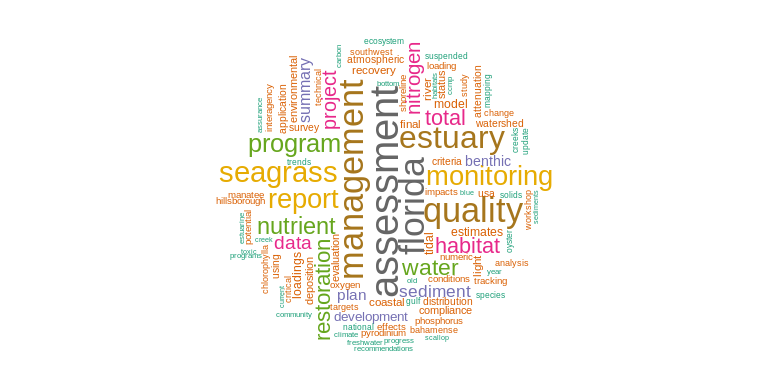 ecosystem
southwest
atmospheric
recovery
carbon
bottom
suspended
loading
nitrogen
shoreline
river
habitats
status
ccmp
study
attenuation
mapping
environmental
summary
technical
project
application
interagency
assurance
survey
final
total
model
change
watershed
creeks
update
program
management
assessment
estuary
trends
seagrass
florida
criteria
benthic
monitoring
manatee
hillsborough
report
impacts
blue
usa
solids
workshop
sediments
quality
estuarine
potential
nutrient
creek
data
toxic
programs
tidal
estimates
habitat
oyster
numeric
chlorophylla
using
loadings
critical
current
deposition
restoration
evaluation
water
light
analysis
year
tracking
oxygen
old
conditions
plan
sediment
species
targets
coastal
gulf
distribution
compliance
community
development
phosphorus
national
effects
bahamense
climate
pyrodinium
scallop
freshwater
progress
recommendations